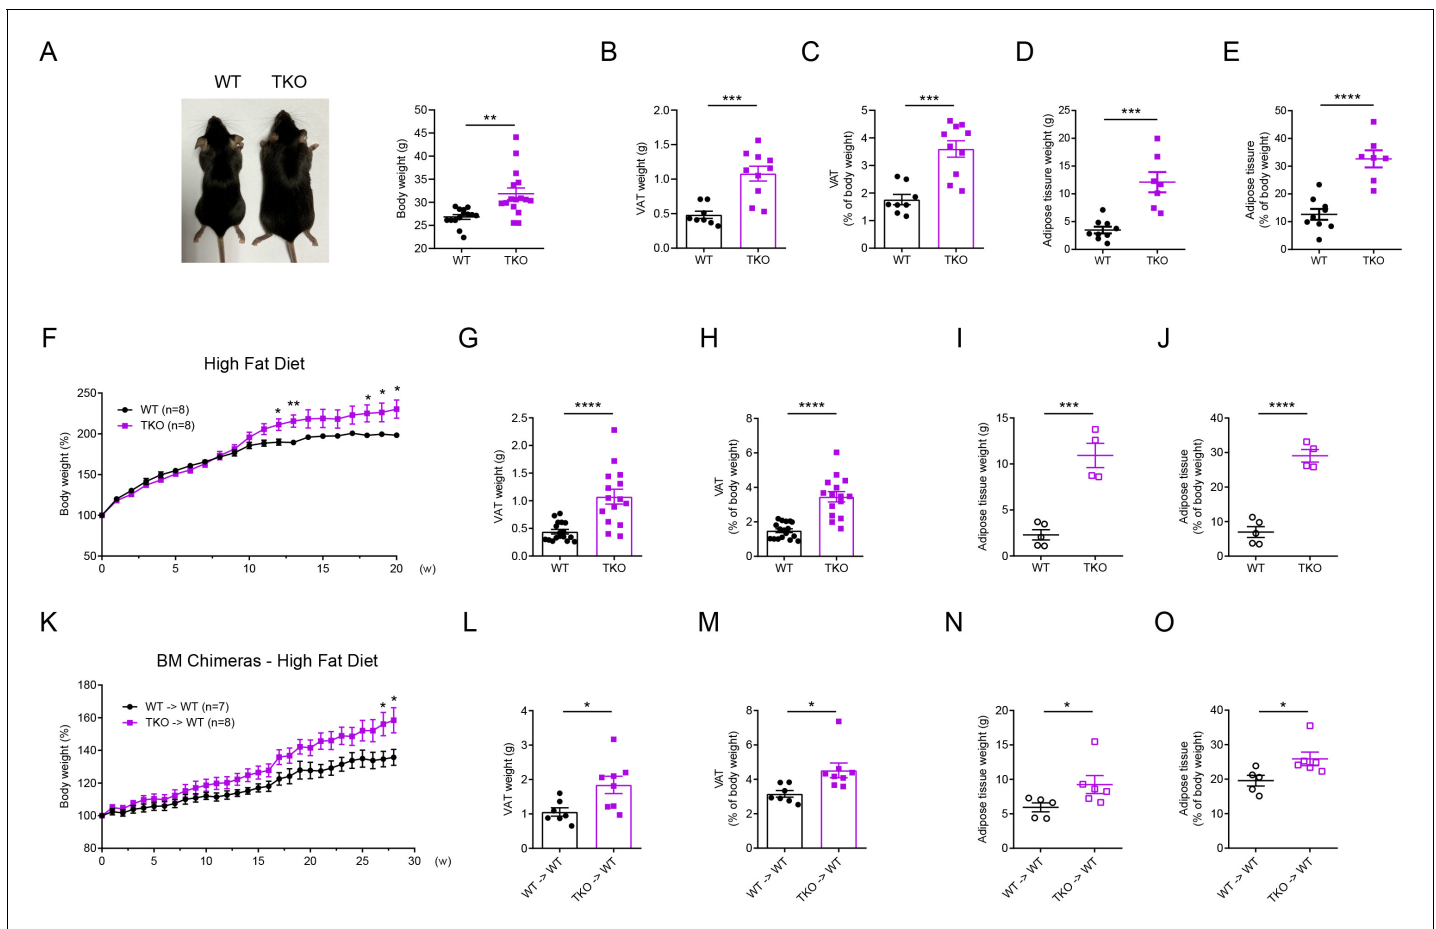 A
B
C
D
E
WT TKO
**
Body weight (g)
50
45
40
35
30
25
20
WT TKO
***
VAT weight (g)
2.0
1.5
1.0
0.5
0.0
WT TKO
***
VAT
(% of body weight)
6
4
2
0
WT TKO
***
Adipose tissure weight (g)
25
20
15
10
5
0
WT TKO
****
Adipose tissure
(% of body weight)
50
40
30
20
10
0
WT TKO
F
G
H
I
J
High Fat Diet
WT (n=8)
TKO (n=8)
* ** * * *
Body weight (%)
250
200
150
100
50
0 5 10 15 20 (w)
****
VAT weight (g)
2.5
2.0
1.5
1.0
0.5
0.0
WT TKO
****
VAT
(% of body weight)
8
6
4
2
0
WT TKO
***
Adipose tissue weight (g)
15
10
5
0
WT TKO
****
Adipose tissue
(% of body weight)
40
30
20
10
0
WT TKO
K
L
M
N
O
BM Chimeras - High Fat Diet
WT -> WT (n=7)
TKO -> WT (n=8)
* *
Body weight (%)
180
160
140
120
100
80
0 5 10 15 20 25 30 (w)
*
VAT weight (g)
4
3
2
1
0
WT -> WT
TKO -> WT
*
VAT
(% of body weight)
8
6
4
2
0
WT -> WT
TKO -> WT
*
Adipose tissue weight (g)
20
15
10
5
0
WT -> WT
TKO -> WT
*
Adipose tissue
(% of body weight)
40
30
20
10
0
WT -> WT
TKO -> WT